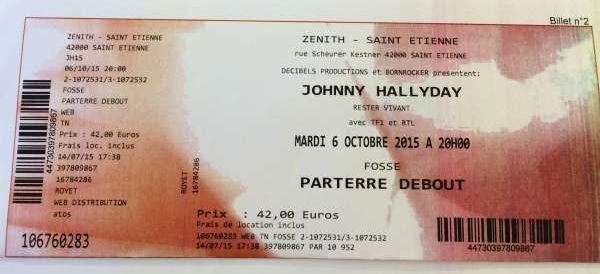 Billet n°2
ZENITH - SAINT ETIENNE
42000 SAINT ETIENNE
JH15
06/10/15 20:00
2-1072531/3-1072532
FOSSE
PARTERRE DEBOUT
WEB
TN
Prix : 42,00 Euros
Frais loc. inclus
14/07/15 17:38
397809867
16784286
ROYET
WEB DISTRIBUTION
atos
106760283
44730397809867
ROYET
16784286
ZENITH - SAINT ETIENNE
rue Scheurer Kestner 42000 SAINT ETIENNE
DECIBELS PRODUCTIONS et BORNROCKER presentent:
JOHNNY HALLYDAY
RESTER VIVANT
avec TF1 et RTL
MARDI 6 OCTOBRE 2015 A 20H00
FOSSE
PARTERRE DEBOUT
Prix : 42,00 Euros
Frais de location inclus
106760283 WEB TN FOSSE 2-1072531/3-1072532
14/07/15 17:38 397809867 PAR 10 952
44730397809867